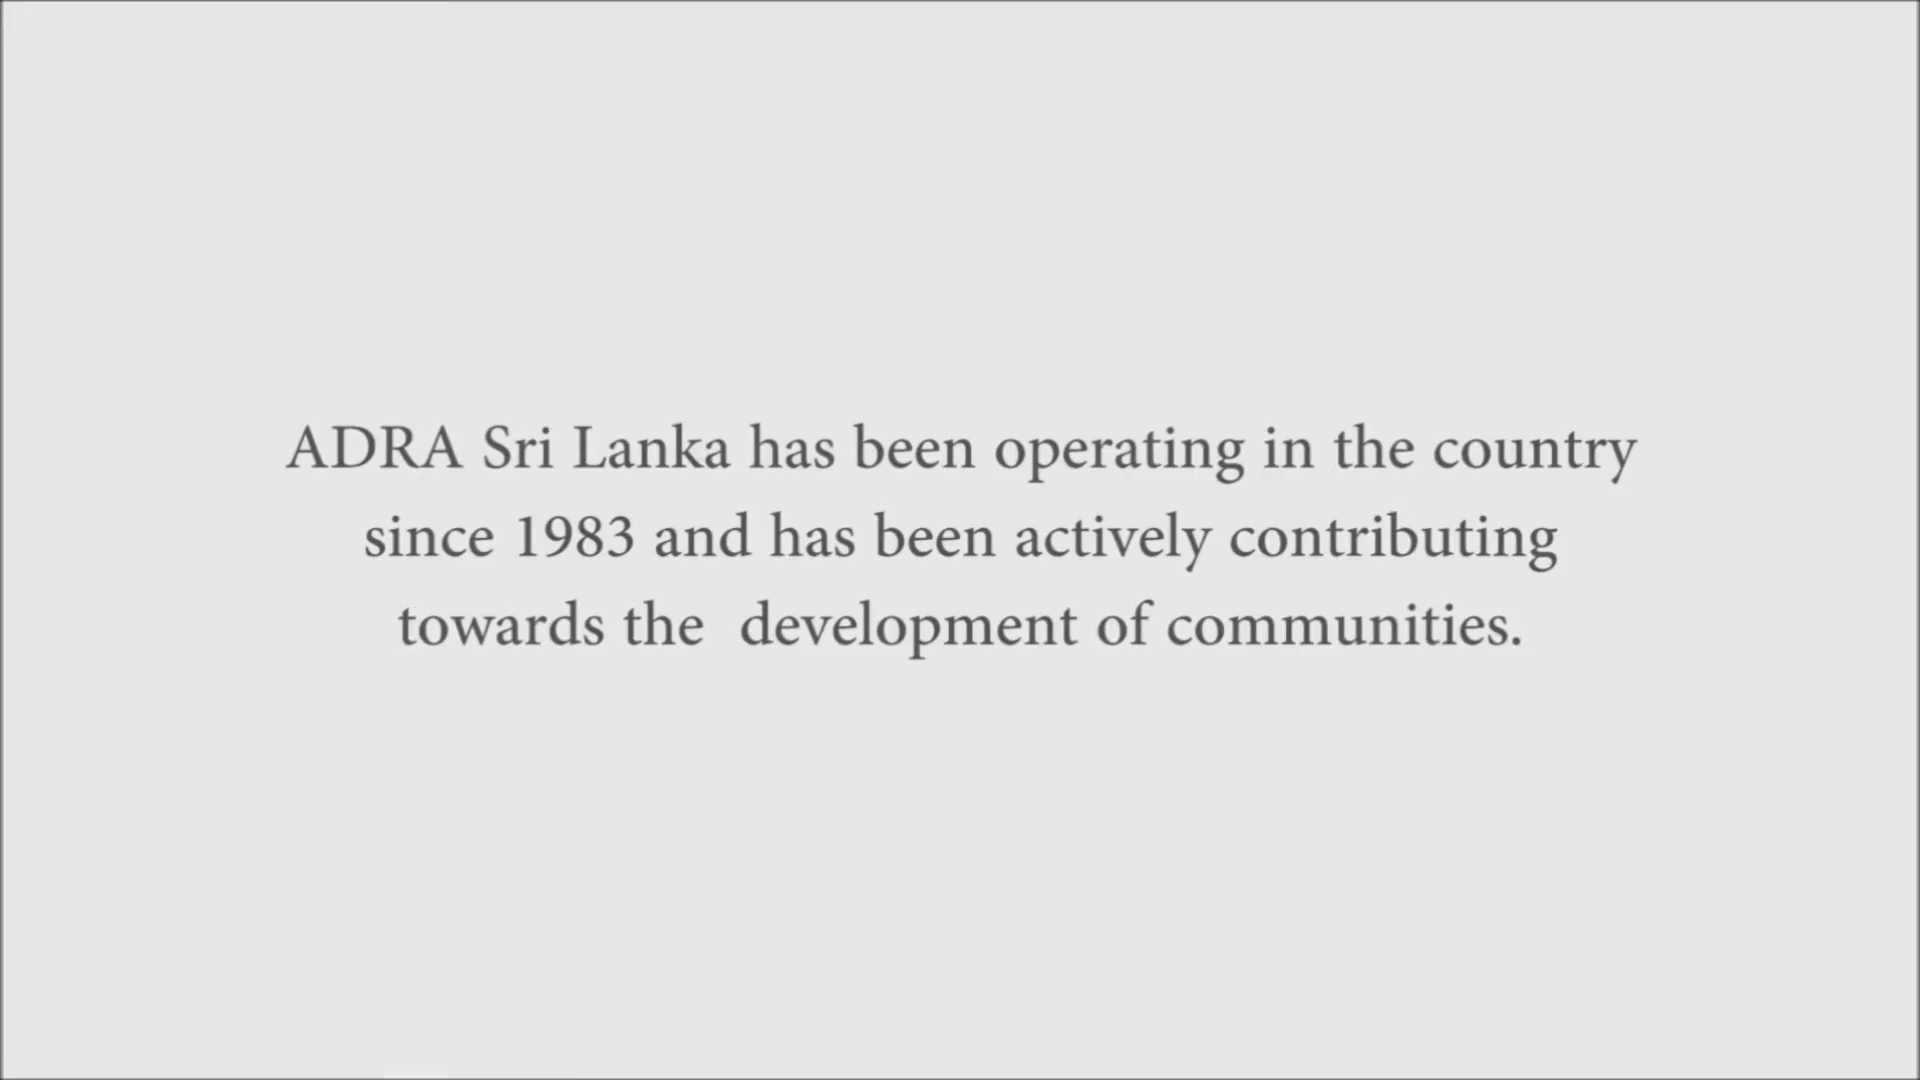 ADRA Sri Lanka has been operating in the country
since 1983 and has been actively contributing
towards the  development of communities.